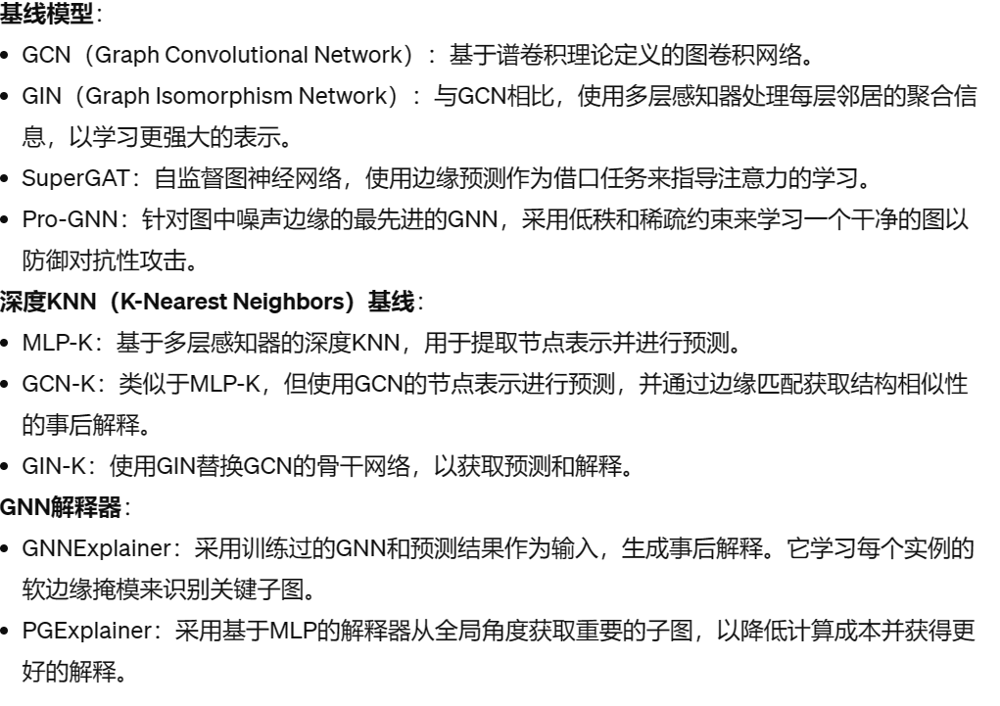 基线模型：
• GCN（Graph Convolutional Network）：基于谱卷积理论定义的图卷积网络。
• GIN（Graph Isomorphism Network）：与GCN相比，使用多层感知器处理每层邻居的聚合信
息，以学习更强大的表示。
• SuperGAT：自监督图神经网络，使用边缘预测作为借口任务来指导注意力的学习。
• Pro-GNN：针对图中噪声边缘的最先进的GNN，采用低秩和稀疏约束来学习一个干净的图以
防御对抗性攻击。
深度KNN（K-Nearest Neighbors）基线：
• MLP-K：基于多层感知器的深度KNN，用于提取节点表示并进行预测。
• GCN-K：类似于MLP-K，但使用GCN的节点表示进行预测，并通过边缘匹配获取结构相似性
的事后解释。
• GIN-K：使用GIN替换GCN的骨干网络，以获取预测和解释。
GNN解释器：
• GNNExplainer：采用训练过的GNN和预测结果作为输入，生成事后解释。它学习每个实例的
软边缘掩模来识别关键子图。
• PGExplainer：采用基于MLP的解释器从全局角度获取重要的子图，以降低计算成本并获得更
好的解释。